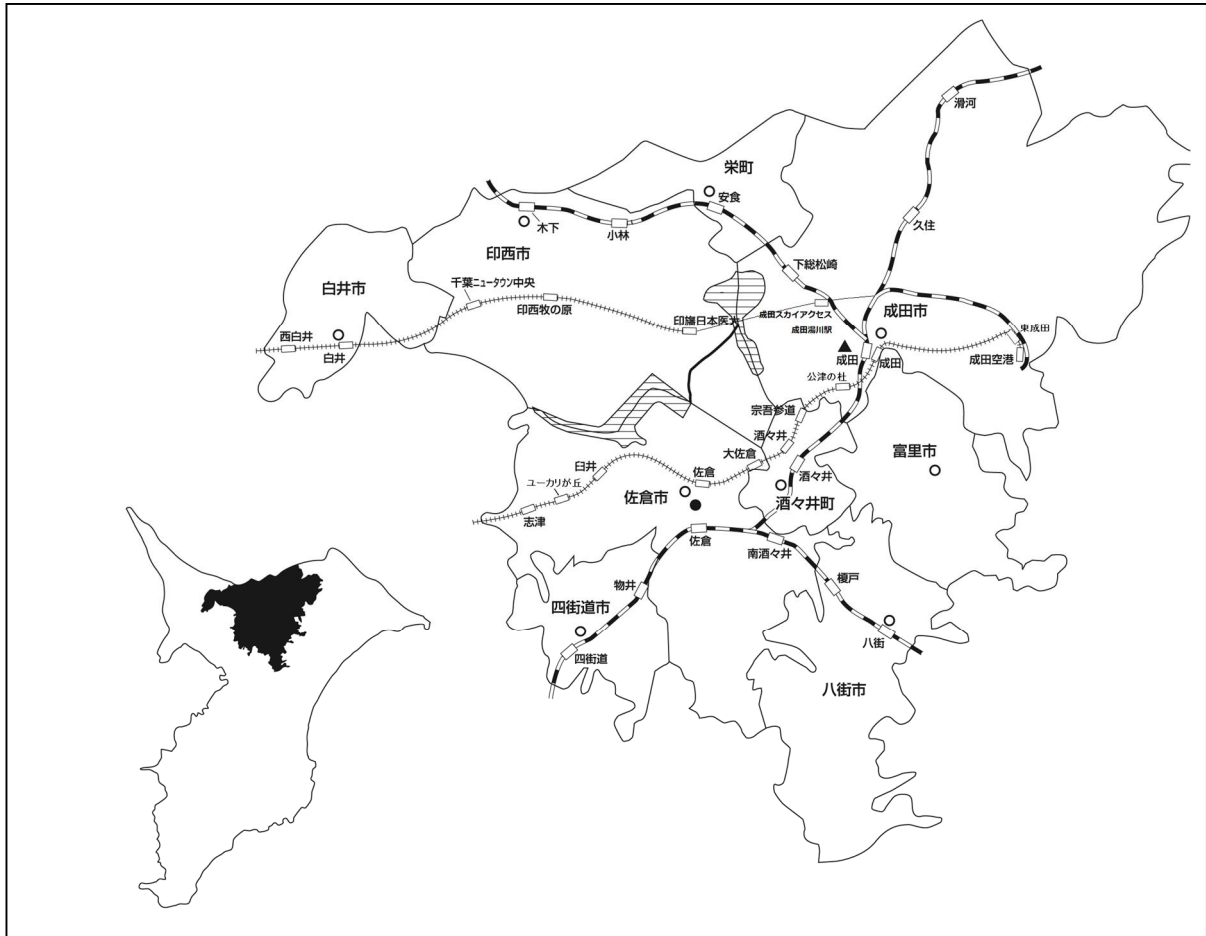 滑河
栄町
安食
久住
木下
小林
印西市
下総松崎
千葉ニュータウン中央
白井市
印西牧の原
印旛日本医大
成田スカイアクセス
成田湯川駅
成田市
東成田
西白井
白井
成田
成田
成田空港
公津の杜
宗吾参道
酒々井
富里市
大佐倉
臼井
佐倉
酒々井
ユーカリが丘
佐倉市
酒々井町
志津
佐倉
南酒々井
物井
榎戸
四街道市
八街
四街道
八街市